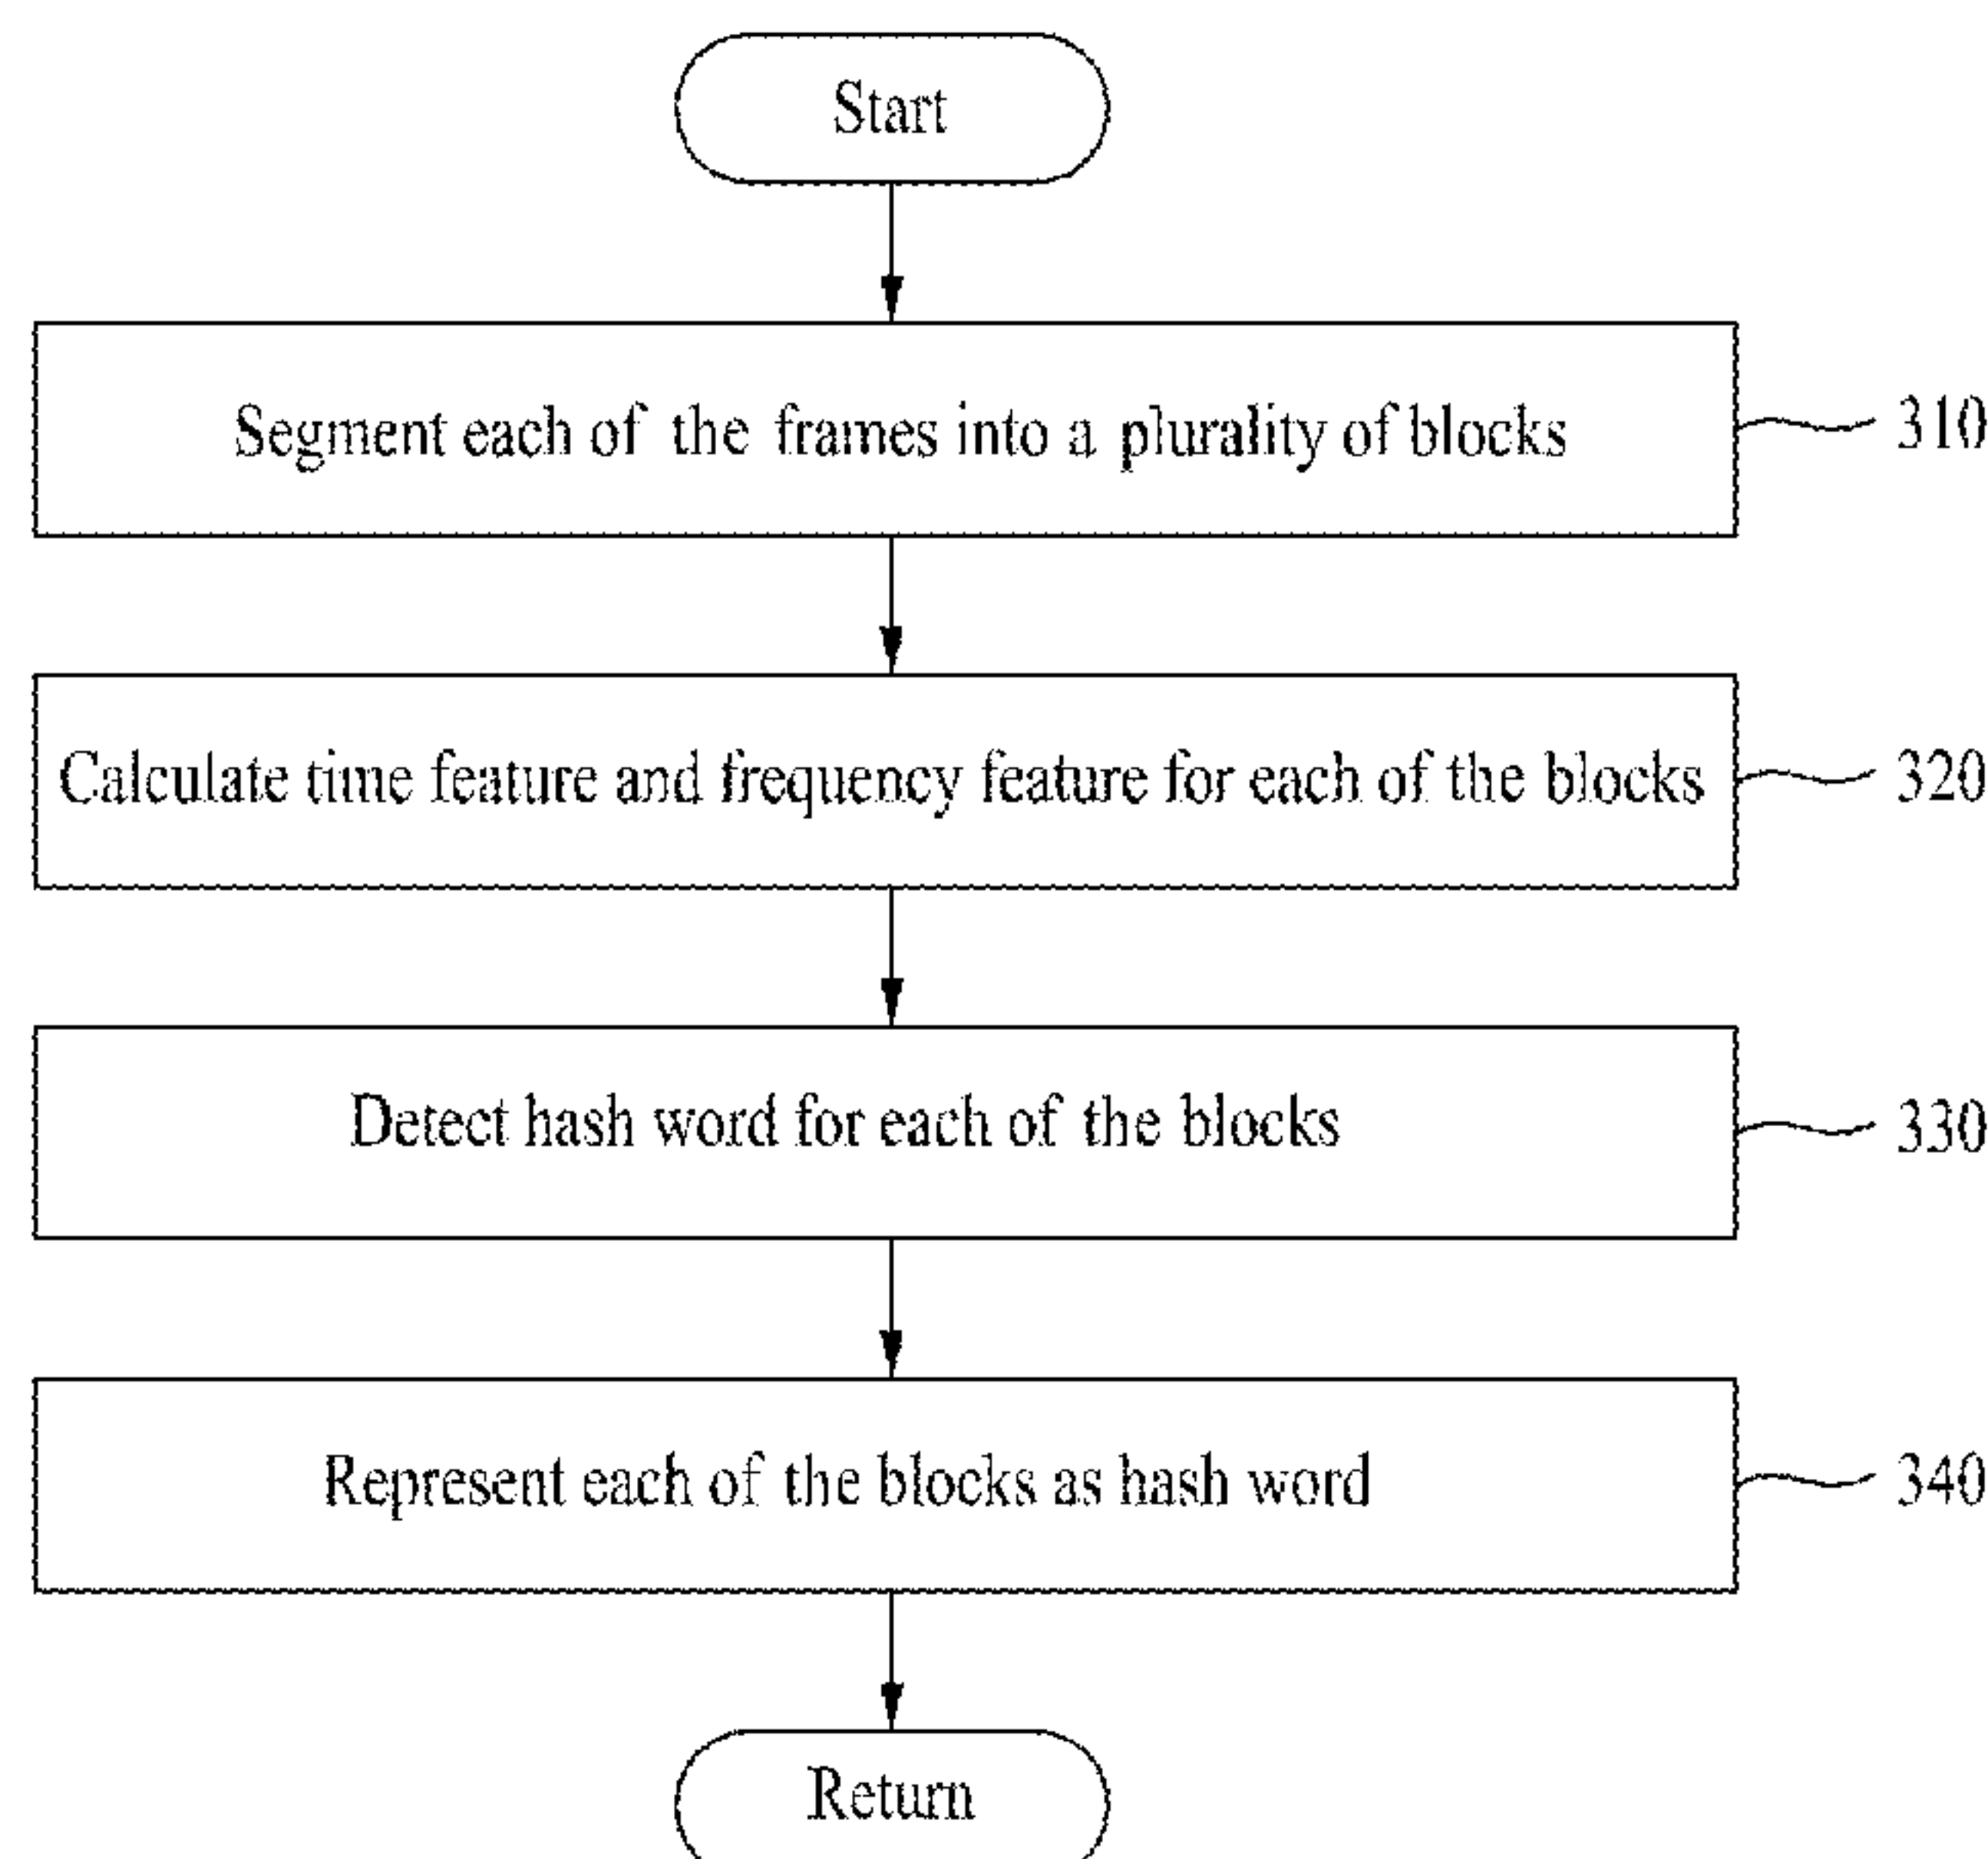 Start
Segment each of the frames into a plurality of blocks
310
Calculate time feature and frequency feature for each of the blocks
320
Detect hash word for each of the blocks
330
Represent each of the blocks as hash word
340
Return